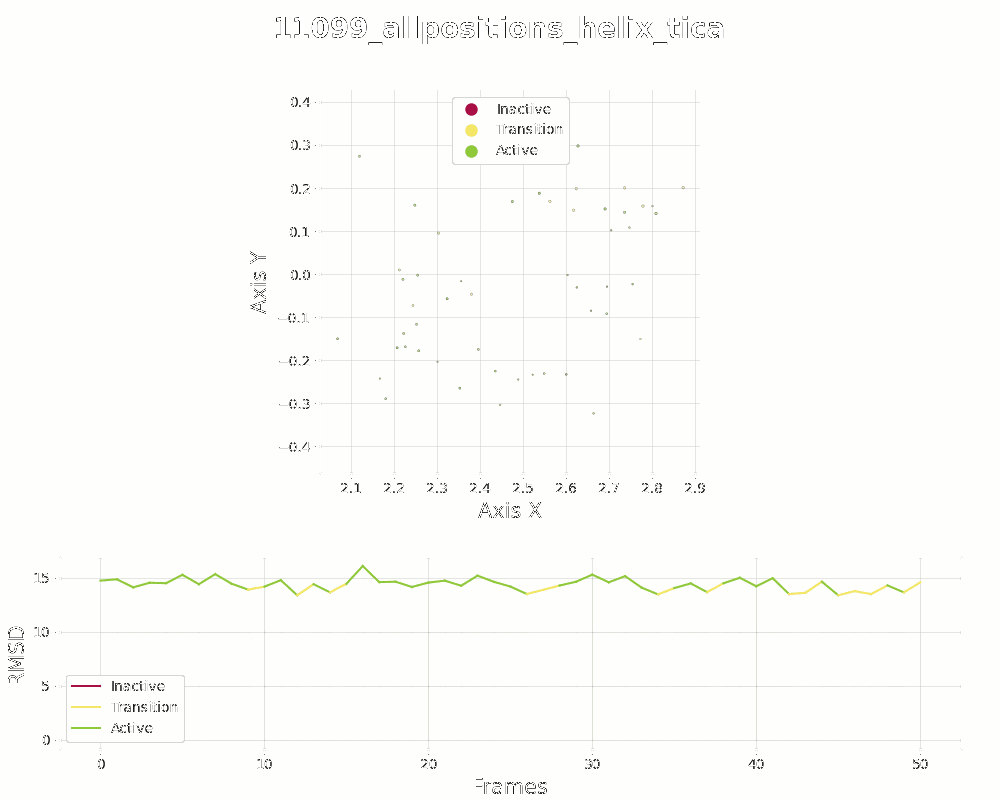 11099_allpositions_helix_tica
Inactive
Transition
Active
0.4
0.3
0.2
0.1
0.0
−0.1
−0.2
−0.3
−0.4
Axis Y
2.1 2.2 2.3 2.4 2.5 2.6 2.7 2.8 2.9
Axis X
15
10
5
0
RMSD
Inactive
Transition
Active
0 10 20 30 40 50
Frames